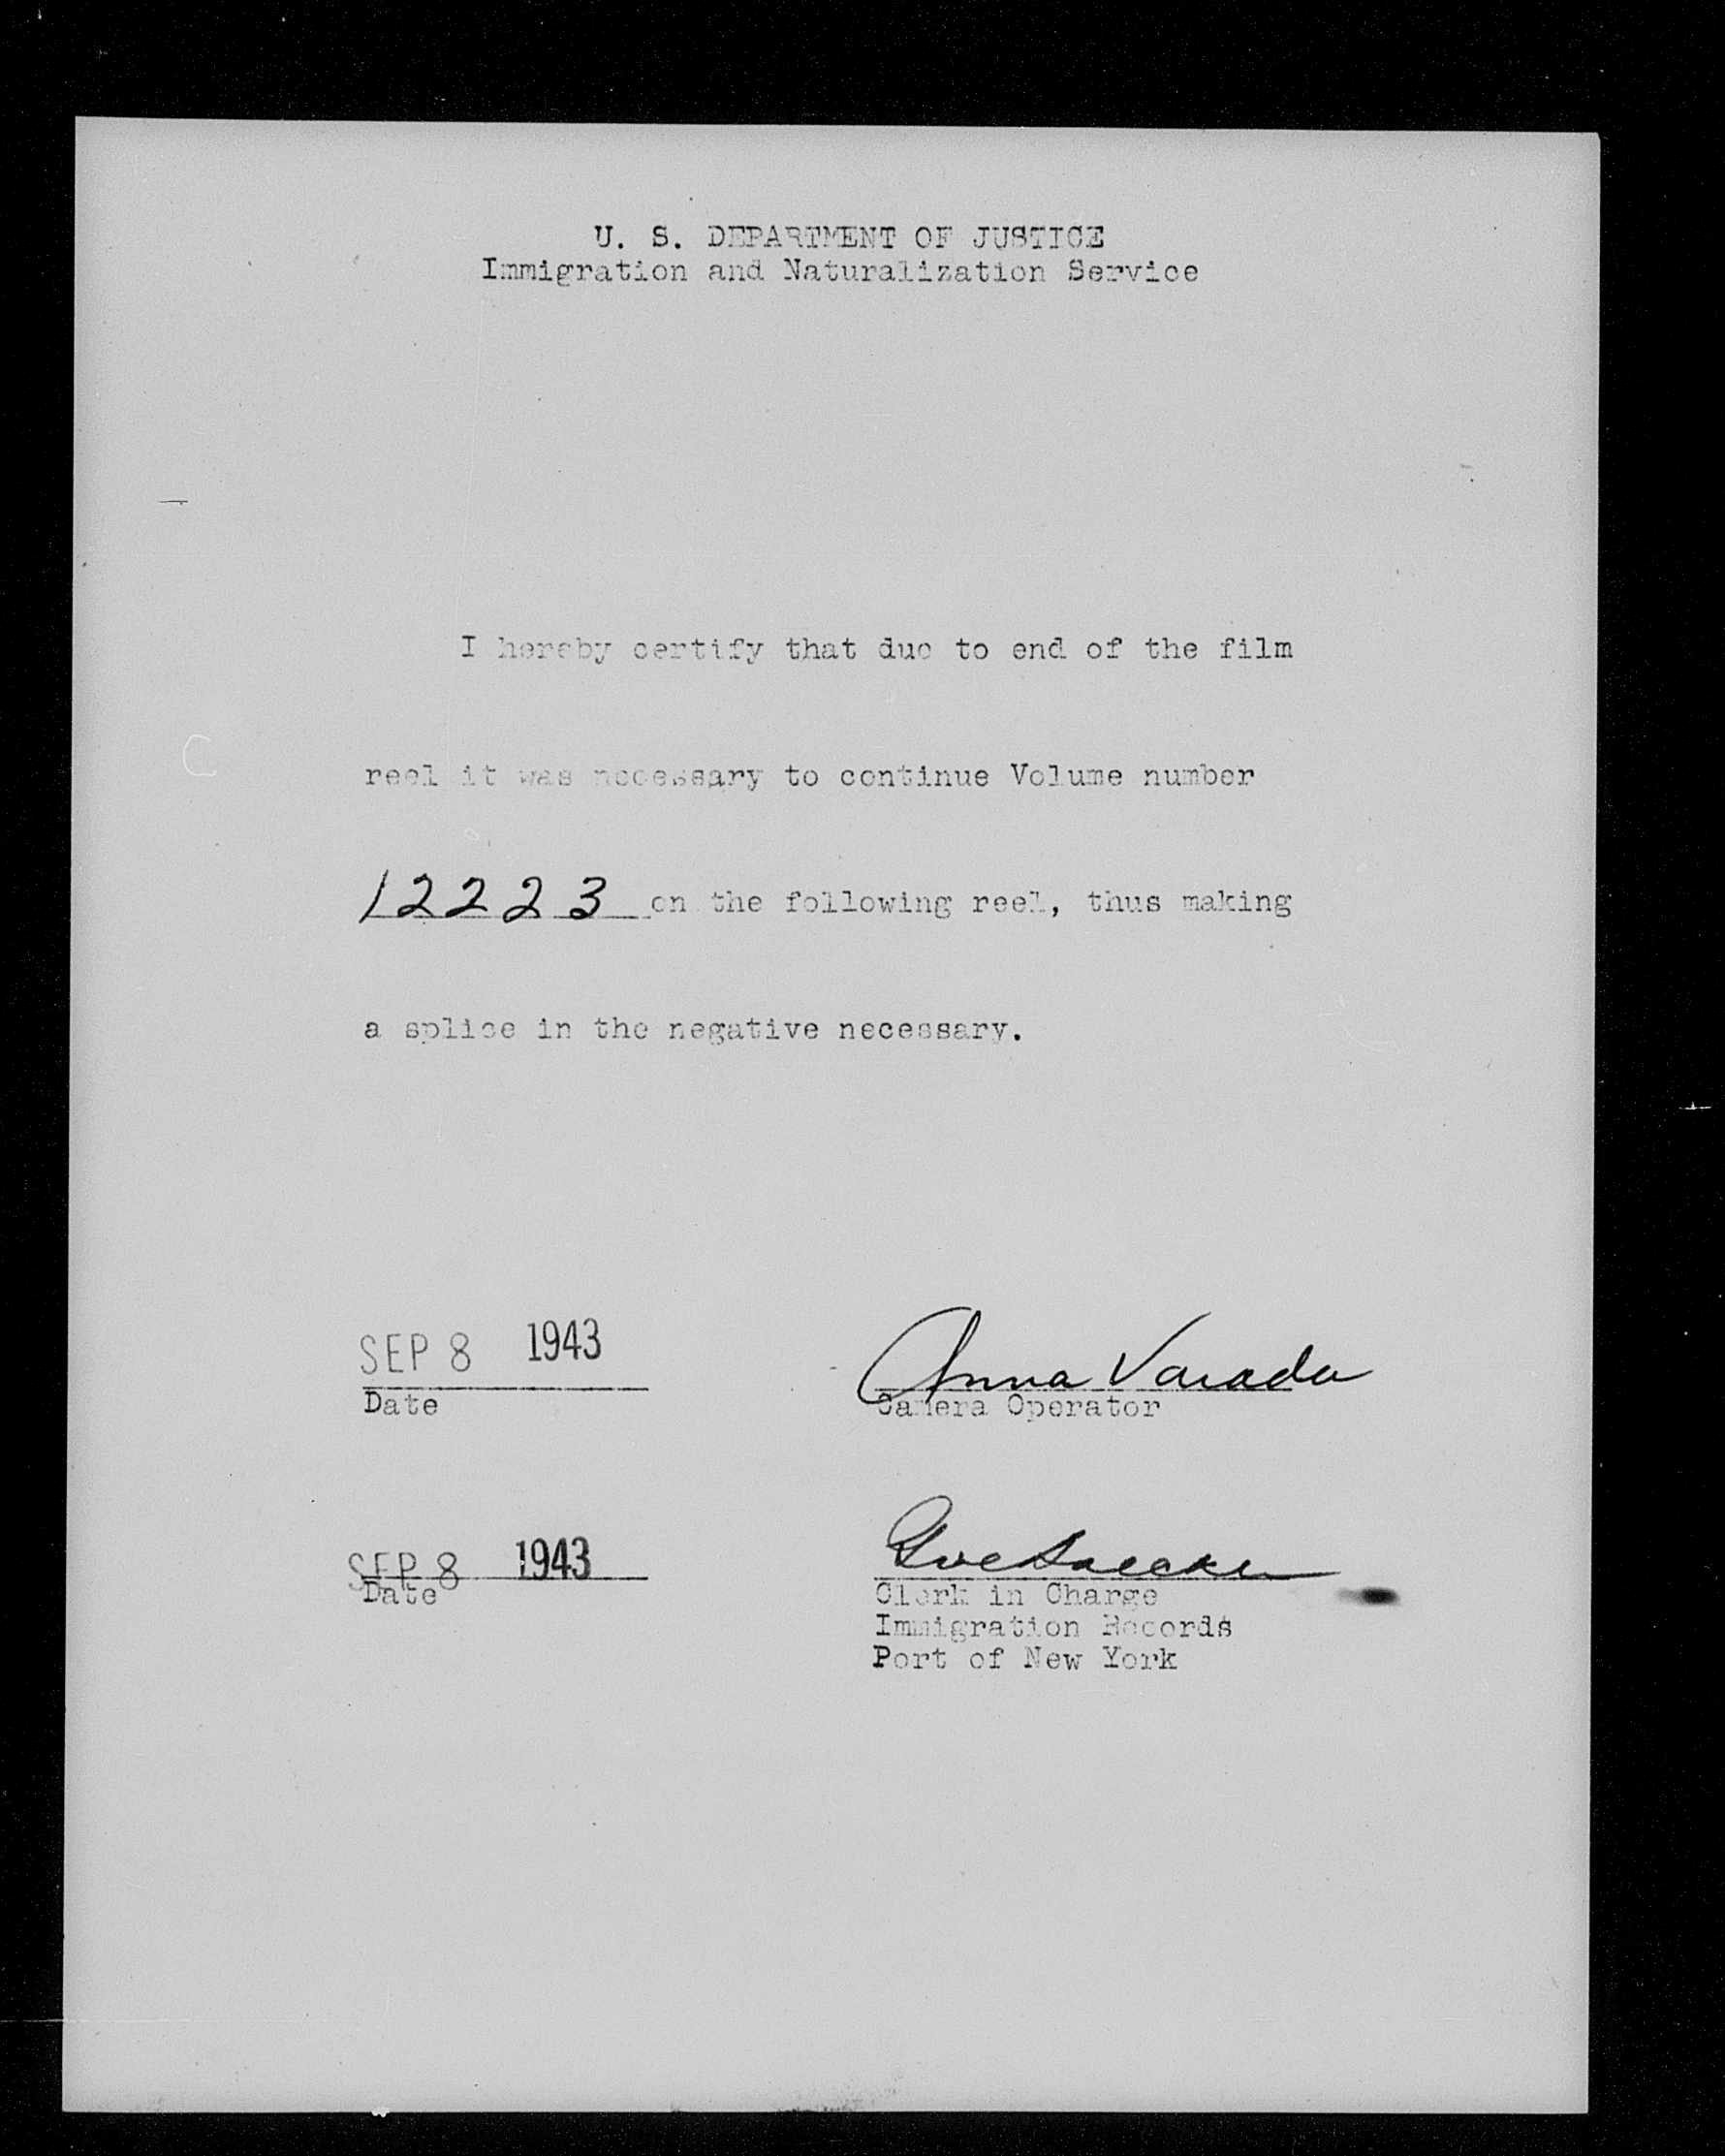 U. S. DEPARTMENT OF JUSTICE
Immigration and Naturalization Service
I hereby certify that due to end of the film
reel it was necessary to continue Volume number
12223 on the following reel, thus making
a splice in the negative necessary.
SEP 8 1943
Anna Varada
Date
Camera Operator
SEP 8 1943
Date
Clerk in Charge
Immigration Records
Port of New York